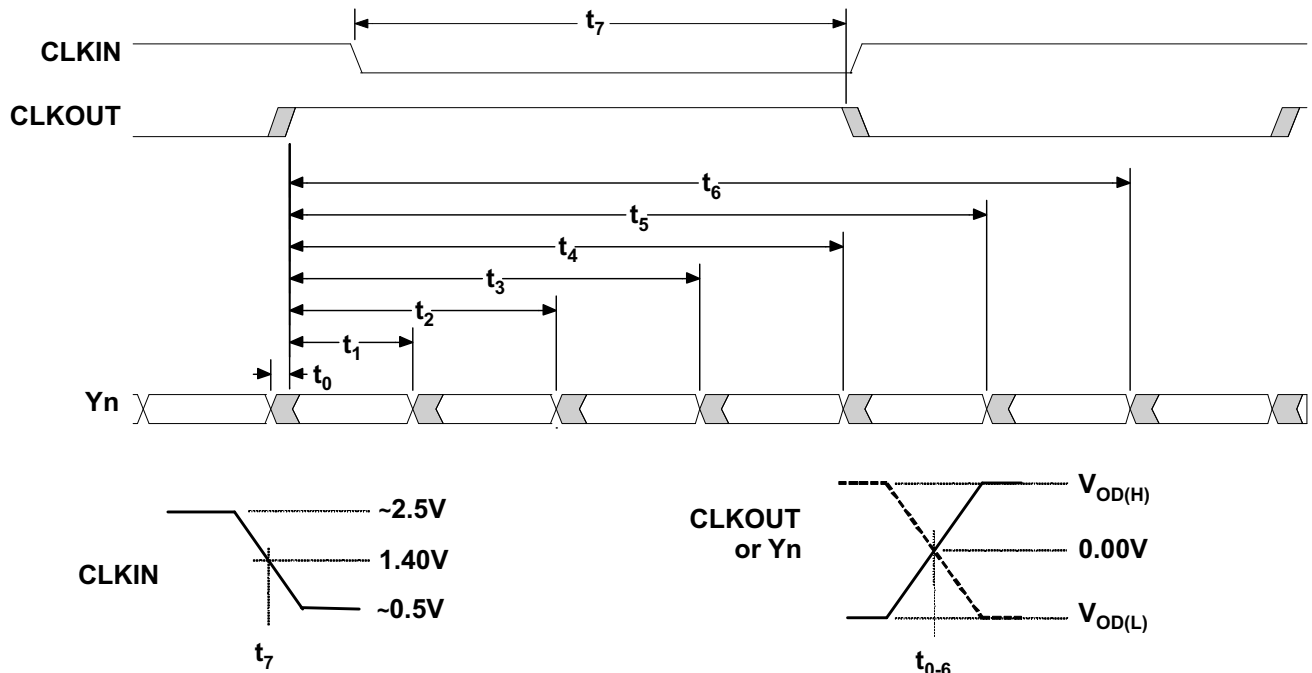 t7
CLKIN
CLKOUT
t6
t5
t4
t3
t2
t1
t0
Yn
~2.5V
1.40V
CLKIN
~0.5V
t7
VOD(H)
CLKOUT
or Yn
0.00V
VOD(L)
t0-6